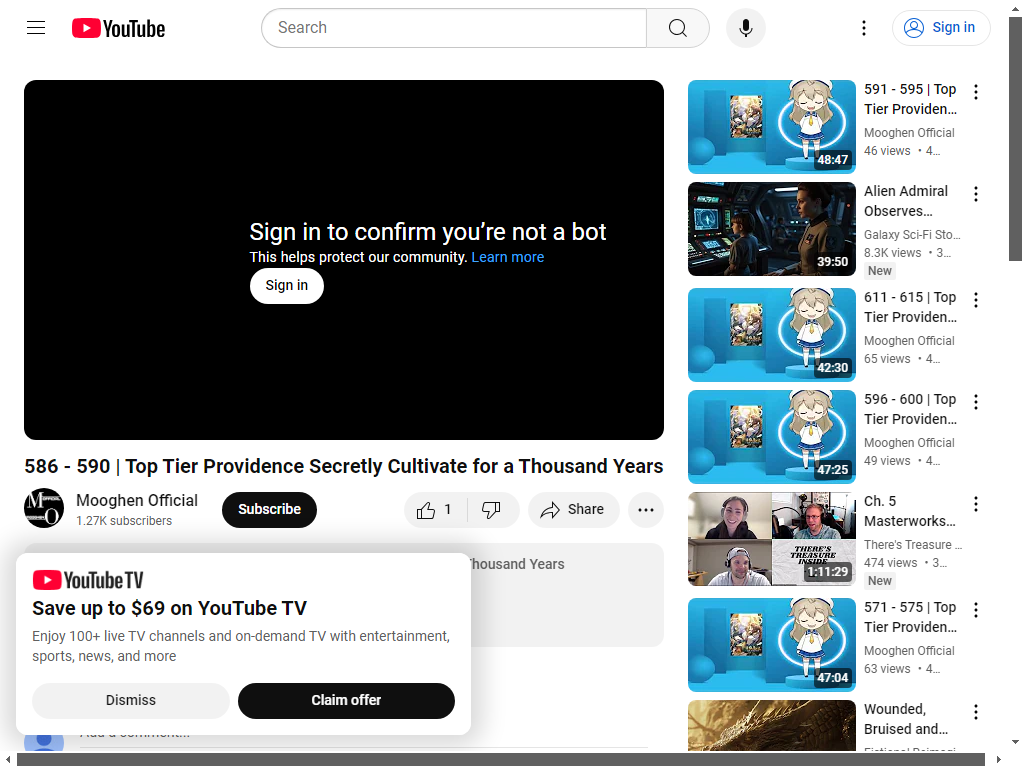 YouTube
Search
Sign in
Sign in to confirm you're not a bot
This helps protect our community. Learn more
Sign in
586 - 590 | Top Tier Providence Secretly Cultivate for a Thousand Years
Mooghen Official
1.27K subscribers
Subscribe
1
Share
Thousand Years
YouTube TV
Save up to $69 on YouTube TV
Enjoy 100+ live TV channels and on-demand TV with entertainment,
sports, news, and more
Dismiss
Claim offer
Add a comment...
48:47
591 - 595 | Top
Tier Providen...
Mooghen Official
46 views • 4...
39:50
Alien Admiral
Observes...
Galaxy Sci-Fi Sto...
8.3K views • 3...
New
42:30
611 - 615 | Top
Tier Providen...
Mooghen Official
65 views • 4...
47:25
596 - 600 | Top
Tier Providen...
Mooghen Official
49 views • 4...
THERE'S
TREASURE
INSIDE
1:11:29
Ch. 5
Masterworks...
There's Treasure ...
474 views • 3...
New
47:04
571 - 575 | Top
Tier Providen...
Mooghen Official
63 views • 4...
Wounded,
Bruised and...